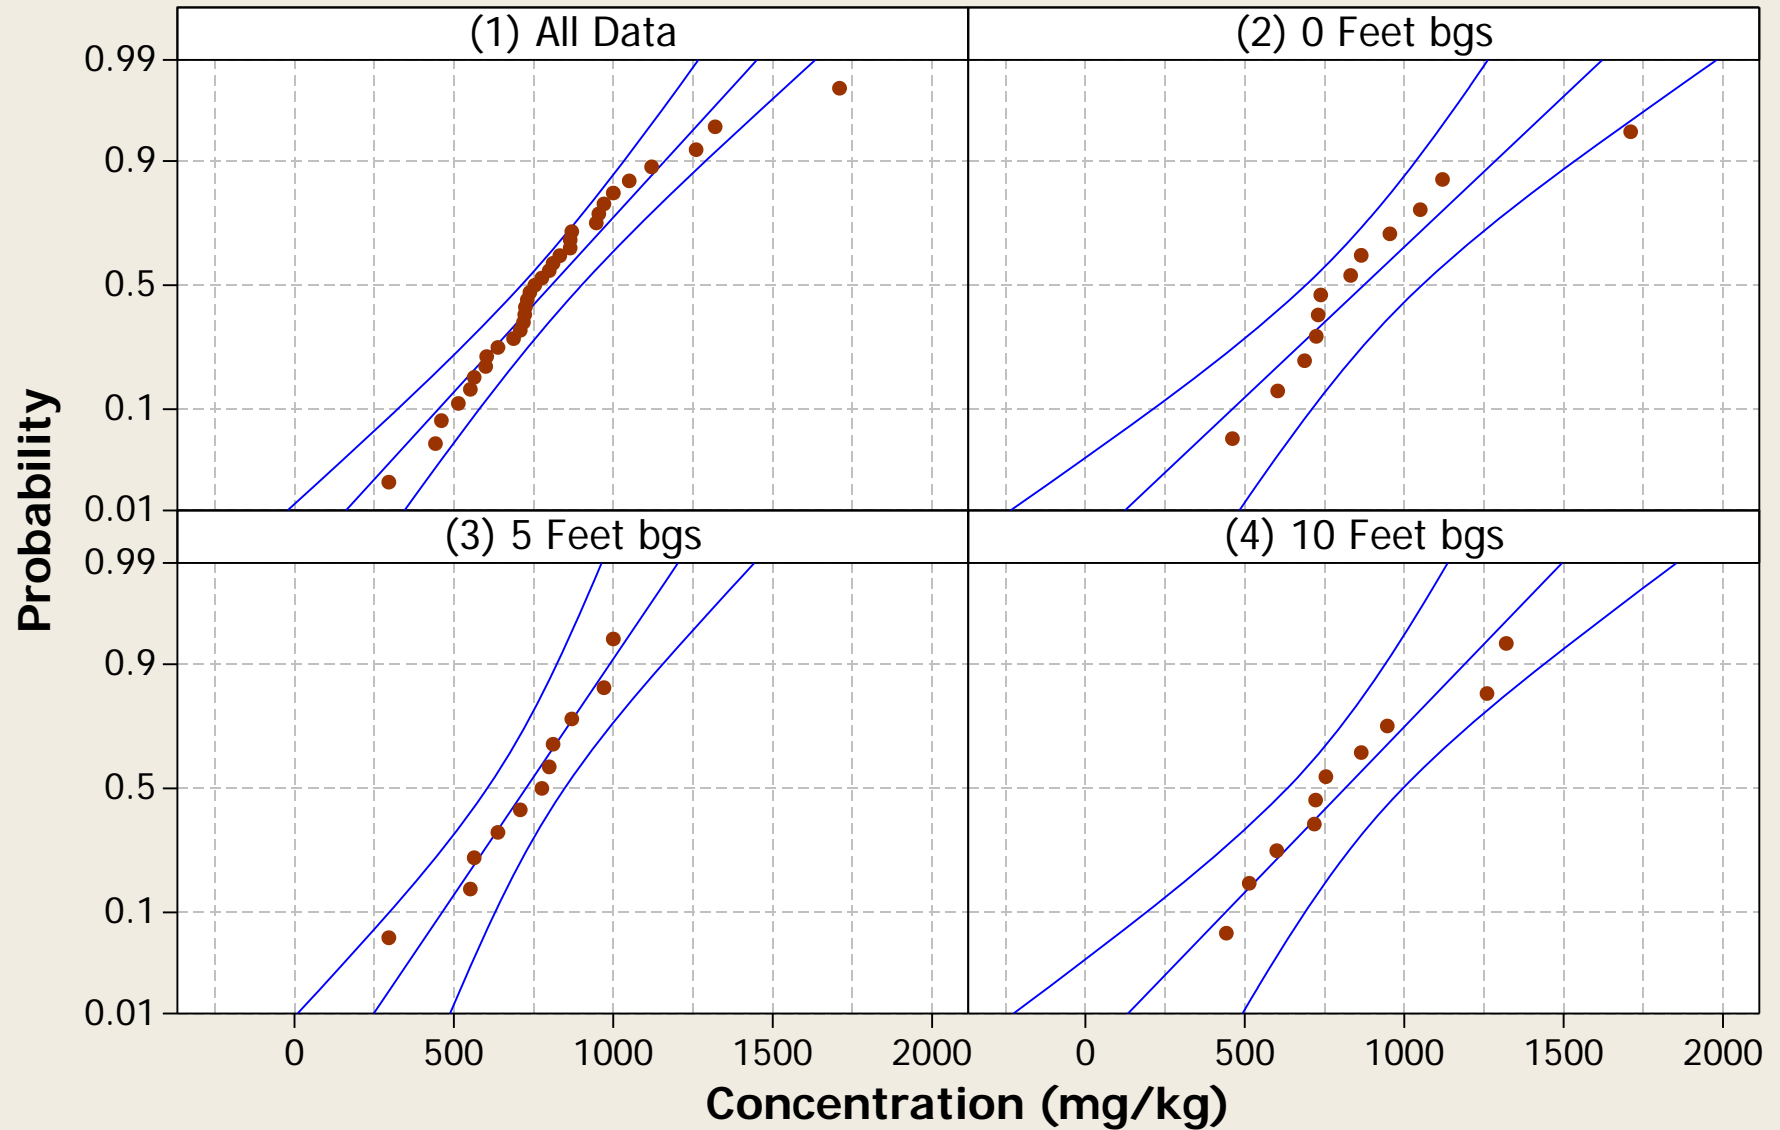 (1) All Data
(2) 0 Feet bgs
0.99
0.9
0.5
0.1
0.01
(3) 5 Feet bgs
(4) 10 Feet bgs
0.99
0.9
0.5
0.1
0.01
Probability
0 500 1000 1500 2000
0 500 1000 1500 2000
Concentration (mg/kg)